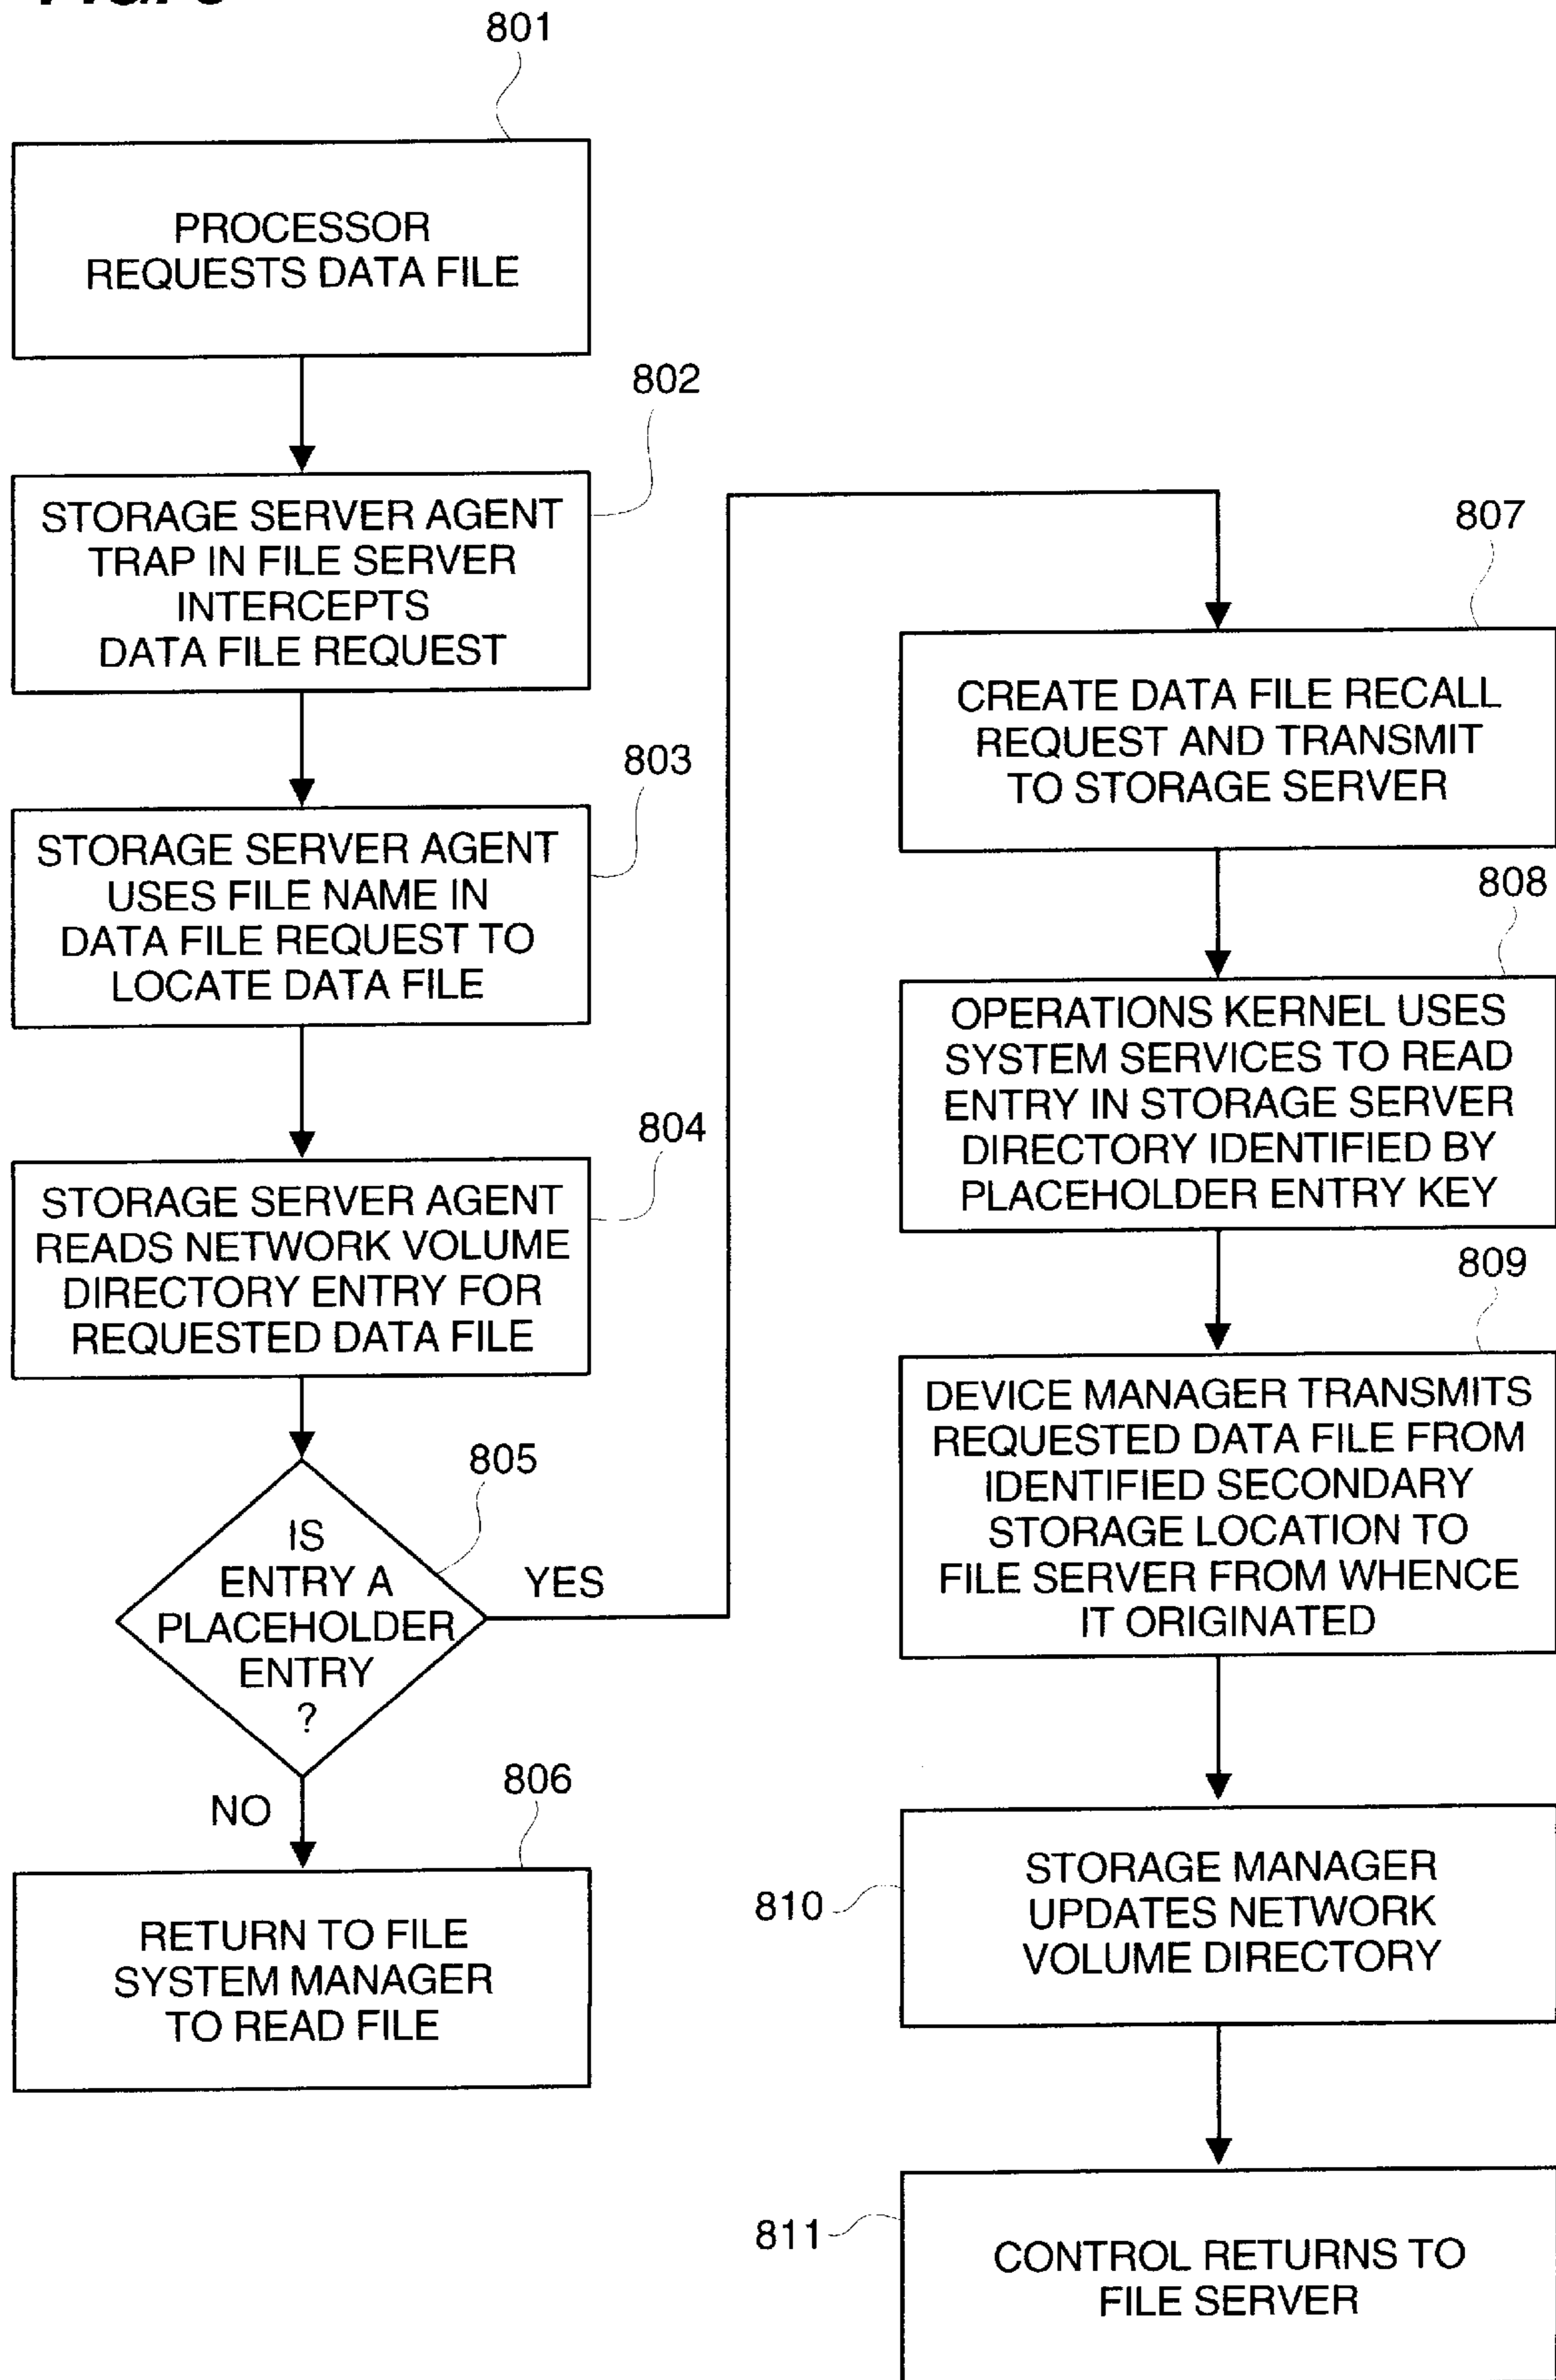 801
PROCESSOR
REQUESTS DATA FILE
802
STORAGE SERVER AGENT
TRAP IN FILE SERVER
INTERCEPTS
DATA FILE REQUEST
803
STORAGE SERVER AGENT
USES FILE NAME IN
DATA FILE REQUEST TO
LOCATE DATA FILE
804
STORAGE SERVER AGENT
READS NETWORK VOLUME
DIRECTORY ENTRY FOR
REQUESTED DATA FILE
805
IS
ENTRY A
PLACEHOLDER
ENTRY
?
YES
NO
806
RETURN TO FILE
SYSTEM MANAGER
TO READ FILE
807
CREATE DATA FILE RECALL
REQUEST AND TRANSMIT
TO STORAGE SERVER
808
OPERATIONS KERNEL USES
SYSTEM SERVICES TO READ
ENTRY IN STORAGE SERVER
DIRECTORY IDENTIFIED BY
PLACEHOLDER ENTRY KEY
809
DEVICE MANAGER TRANSMITS
REQUESTED DATA FILE FROM
IDENTIFIED SECONDARY
STORAGE LOCATION TO
FILE SERVER FROM WHENCE
IT ORIGINATED
810
STORAGE MANAGER
UPDATES NETWORK
VOLUME DIRECTORY
811
CONTROL RETURNS TO
FILE SERVER